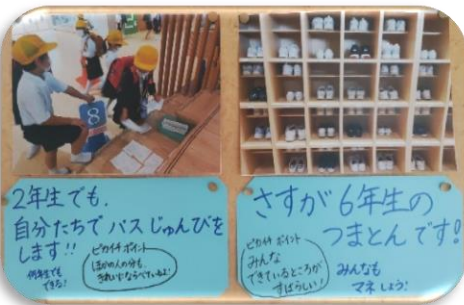 8
2年生でも、
自分たちでバスじゅんびを
します!!
何年生でも
できる!
ピカイチポイント
ほかの人の分も、
きれいにならべているよ!
さすが6年生の
つまとんです!
ピカイチポイント
みんな
できているところが
すばらしい!
みんなも
マネしよう!